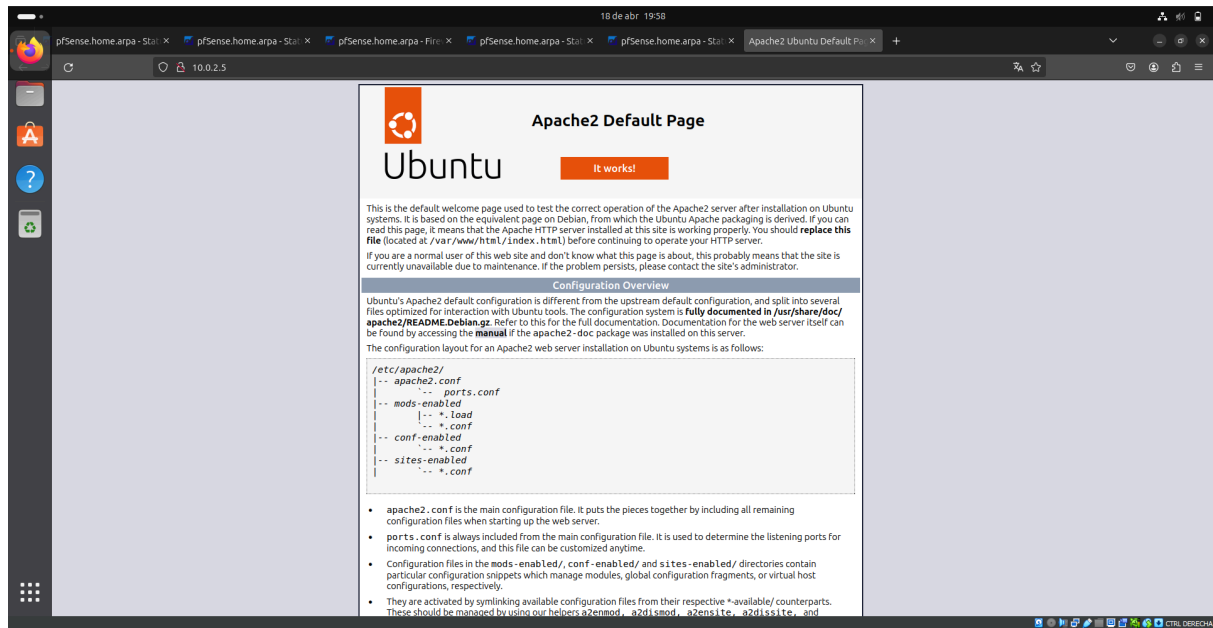 18 de abr 19:58
pfSense.home.arpa - Stat
pfSense.home.arpa - Stat
pfSense.home.arpa - Fire
pfSense.home.arpa - Stat
pfSense.home.arpa - Stat
Apache2 Ubuntu Default Pag
10.0.2.5
Apache2 Default Page
Ubuntu
It works!
This is the default welcome page used to test the correct operation of the Apache2 server after installation on Ubuntu
systems. It is based on the equivalent page on Debian, from which the Ubuntu Apache packaging is derived. If you can
read this page, it means that the Apache HTTP server installed at this site is working properly. You should replace this
file (located at /var/www/html/index.html) before continuing to operate your HTTP server.
If you are a normal user of this web site and don't know what this page is about, this probably means that the site is
currently unavailable due to maintenance. If the problem persists, please contact the site's administrator.
Configuration Overview
Ubuntu's Apache2 default configuration is different from the upstream default configuration, and split into several
files optimized for interaction with Ubuntu tools. The configuration system is fully documented in /usr/share/doc/
apache2/README.Debian.gz. Refer to this for the full documentation. Documentation for the web server itself can
be found by accessing the manual if the apache2-doc package was installed on this server.
The configuration layout for an Apache2 web server installation on Ubuntu systems is as follows:
/etc/apache2/
|-- apache2.conf
|       `--  ports.conf
|-- mods-enabled
|       |-- *.load
|       `-- *.conf
|-- conf-enabled
|       `-- *.conf
|-- sites-enabled
|       `-- *.conf
• apache2.conf is the main configuration file. It puts the pieces together by including all remaining
configuration files when starting up the web server.
• ports.conf is always included from the main configuration file. It is used to determine the listening ports for
incoming connections, and this file can be customized anytime.
• Configuration files in the mods-enabled/, conf-enabled/ and sites-enabled/ directories contain
particular configuration snippets which manage modules, global configuration fragments, or virtual host
configurations, respectively.
• They are activated by symlinking available configuration files from their respective *-available/ counterparts.
These should be managed by using our helpers a2enmod, a2dismod, a2ensite, a2dissite, and
CTRL DERECHA